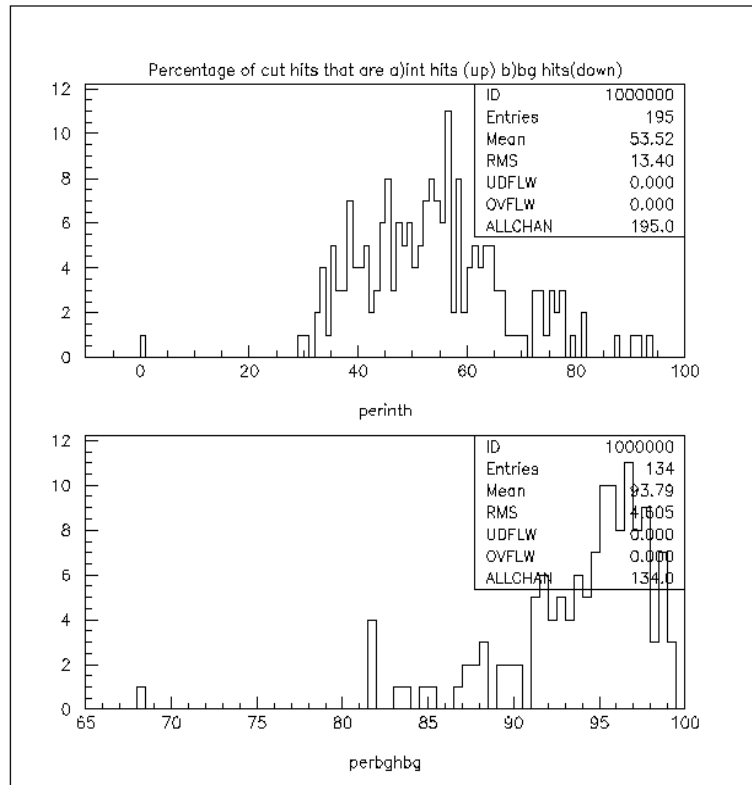 Percentage of cut hits that are a)int hits (up) b)bg hits(down)
12
10
8
6
4
2
0
ID 1000000
Entries 195
Mean 53.52
RMS 13.40
UDFLW 0.000
OVFLW 0.000
ALLCHAN 195.0
0 20 40 60 80 100
perinth
12
10
8
6
4
2
0
ID 1000000
Entries 134
Mean 93.79
RMS 4.605
UDFLW 0.000
OVFLW 0.000
ALLCHAN 134.0
65 70 75 80 85 90 95 100
perbghbg